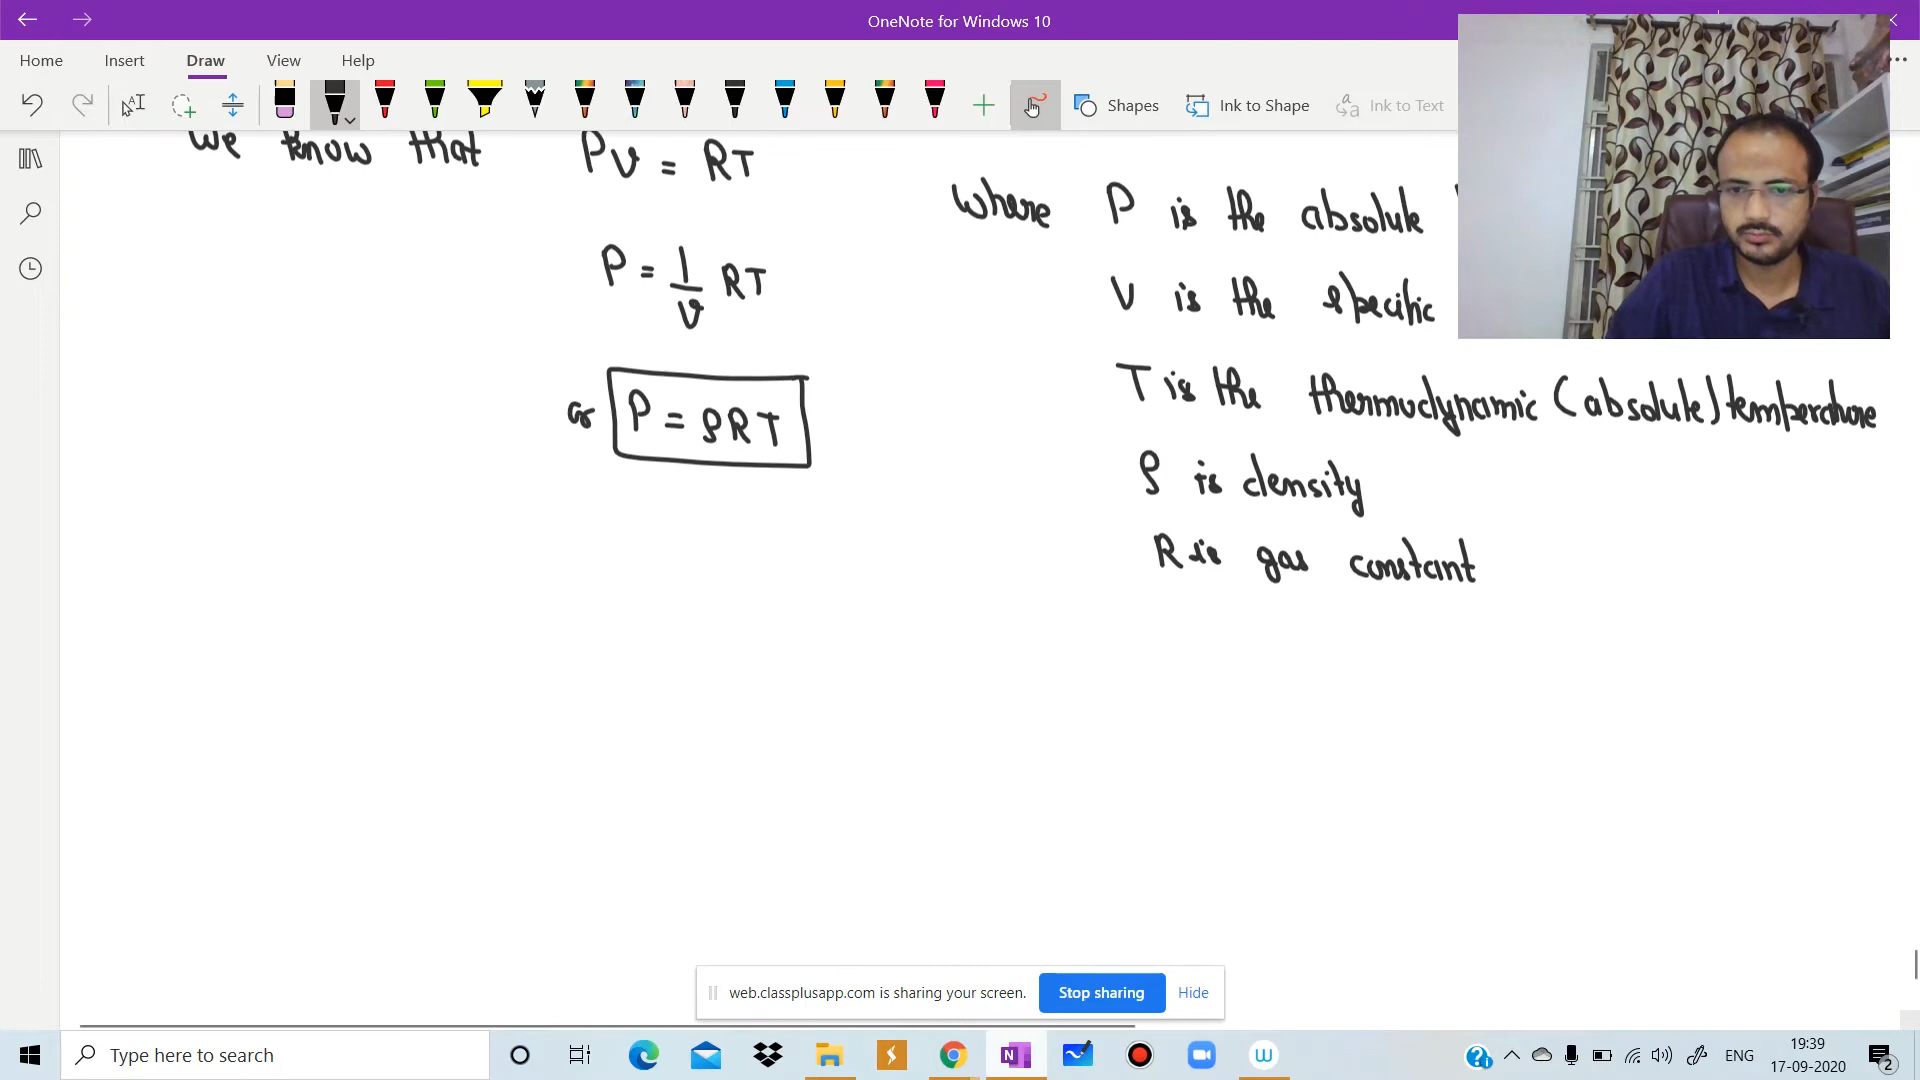 OneNote for Windows 10
Home Insert Draw View Help
Shapes Ink to Shape Ink to Text
We know that Pv = RT
where P is the absolute
P = 1/v RT
V is the specific
T is the thermodynamic (absolute) temperature
or P = ρRT
ρ is density
R is gas constant
web.classplusapp.com is sharing your screen. Stop sharing Hide
Type here to search
ENG
19:39
17-09-2020
2